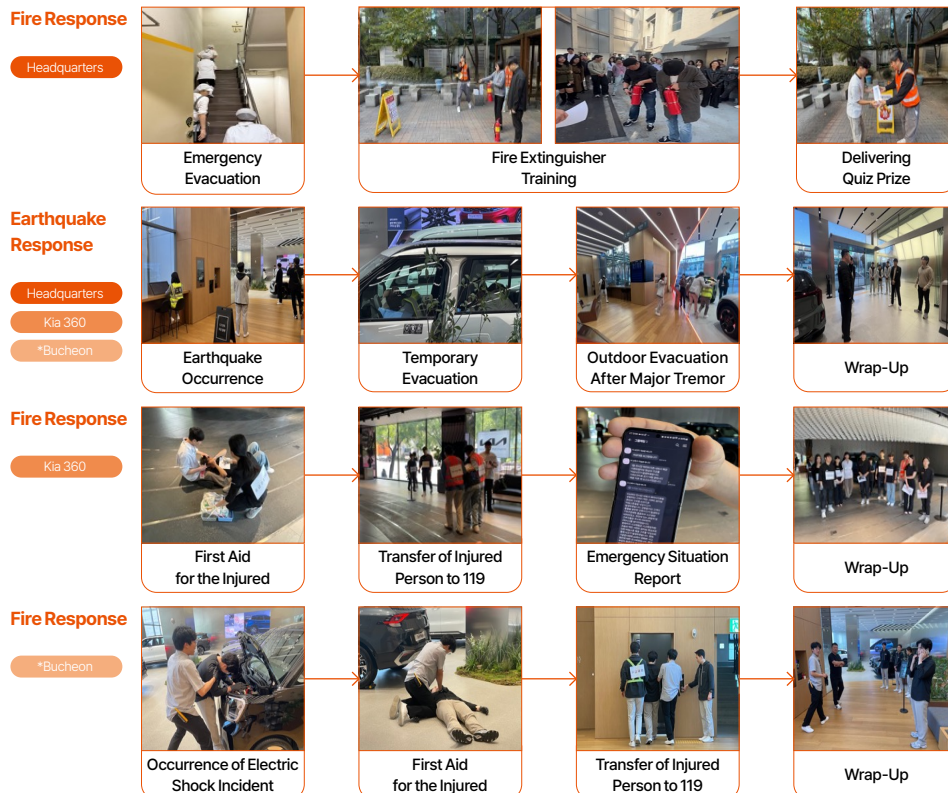 Fire Response
Headquarters
Emergency
Evacuation
Fire Extinguisher
Training
Delivering
Quiz Prize
Earthquake
Response
Headquarters
Kia 360
*Bucheon
Earthquake
Occurrence
Temporary
Evacuation
Outdoor Evacuation
After Major Tremor
Wrap-Up
Fire Response
Kia 360
First Aid
for the Injured
Transfer of Injured
Person to 119
Emergency Situation
Report
Wrap-Up
Fire Response
*Bucheon
Occurrence of Electric
Shock Incident
First Aid
for the Injured
Transfer of Injured
Person to 119
Wrap-Up